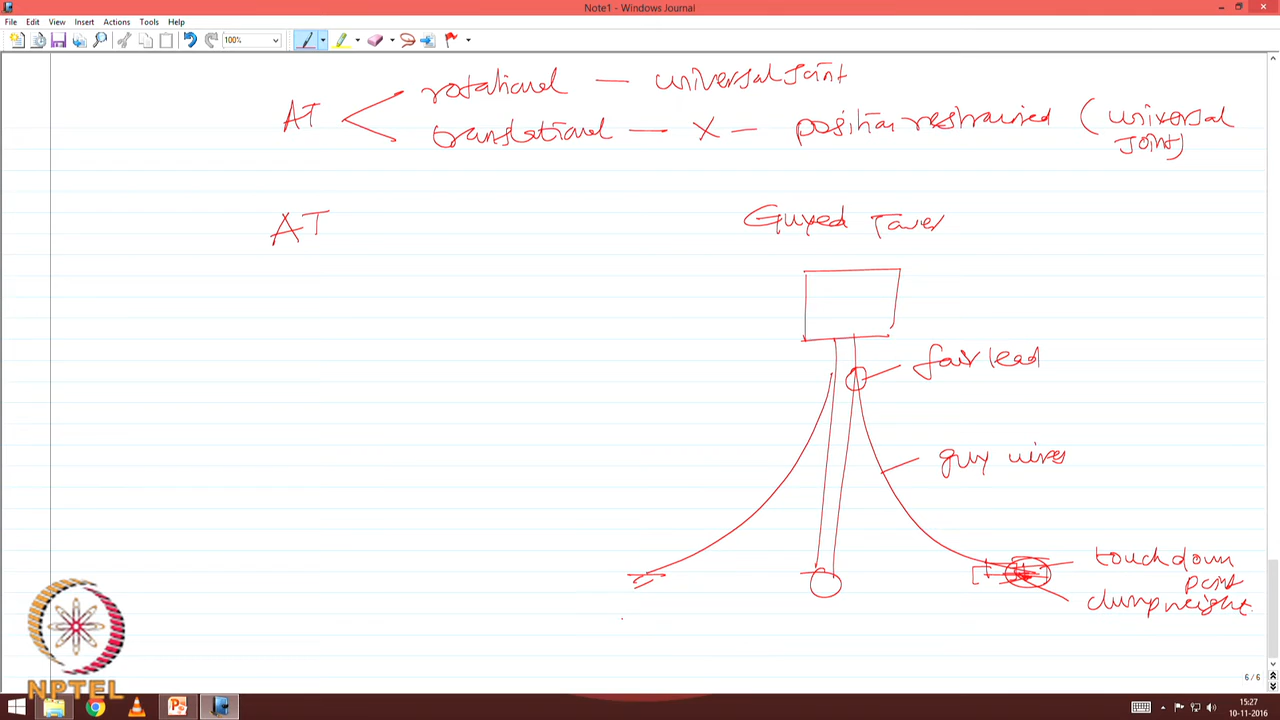 Note1 - Windows Journal
File Edit View Insert Actions Tools Help
100%
AT
rotational — universal joint
translational — X — position restrained (universal
joint)
AT
Guyed Tower
fair lead
guy wires
touchdown
point
clump weight
NPTEL
6 / 6
15:27
10-11-2016